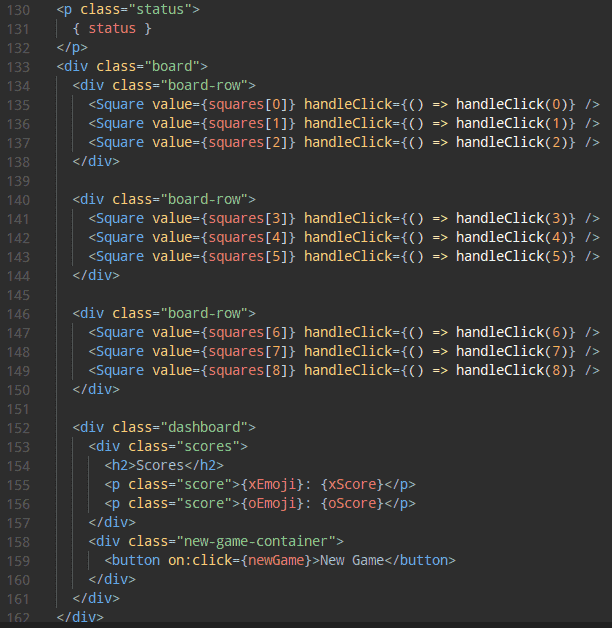 130 <p class="status">
131 { status }
132 </p>
133 <div class="board">
134 <div class="board-row">
135 <Square value={squares[0]} handleClick={() => handleClick(0)} />
136 <Square value={squares[1]} handleClick={() => handleClick(1)} />
137 <Square value={squares[2]} handleClick={() => handleClick(2)} />
138 </div>
139
140 <div class="board-row">
141 <Square value={squares[3]} handleClick={() => handleClick(3)} />
142 <Square value={squares[4]} handleClick={() => handleClick(4)} />
143 <Square value={squares[5]} handleClick={() => handleClick(5)} />
144 </div>
145
146 <div class="board-row">
147 <Square value={squares[6]} handleClick={() => handleClick(6)} />
148 <Square value={squares[7]} handleClick={() => handleClick(7)} />
149 <Square value={squares[8]} handleClick={() => handleClick(8)} />
150 </div>
151
152 <div class="dashboard">
153 <div class="scores">
154 <h2>Scores</h2>
155 <p class="score">{xEmoji}: {xScore}</p>
156 <p class="score">{oEmoji}: {oScore}</p>
157 </div>
158 <div class="new-game-container">
159 <button on:click={newGame}>New Game</button>
160 </div>
161 </div>
162 </div>